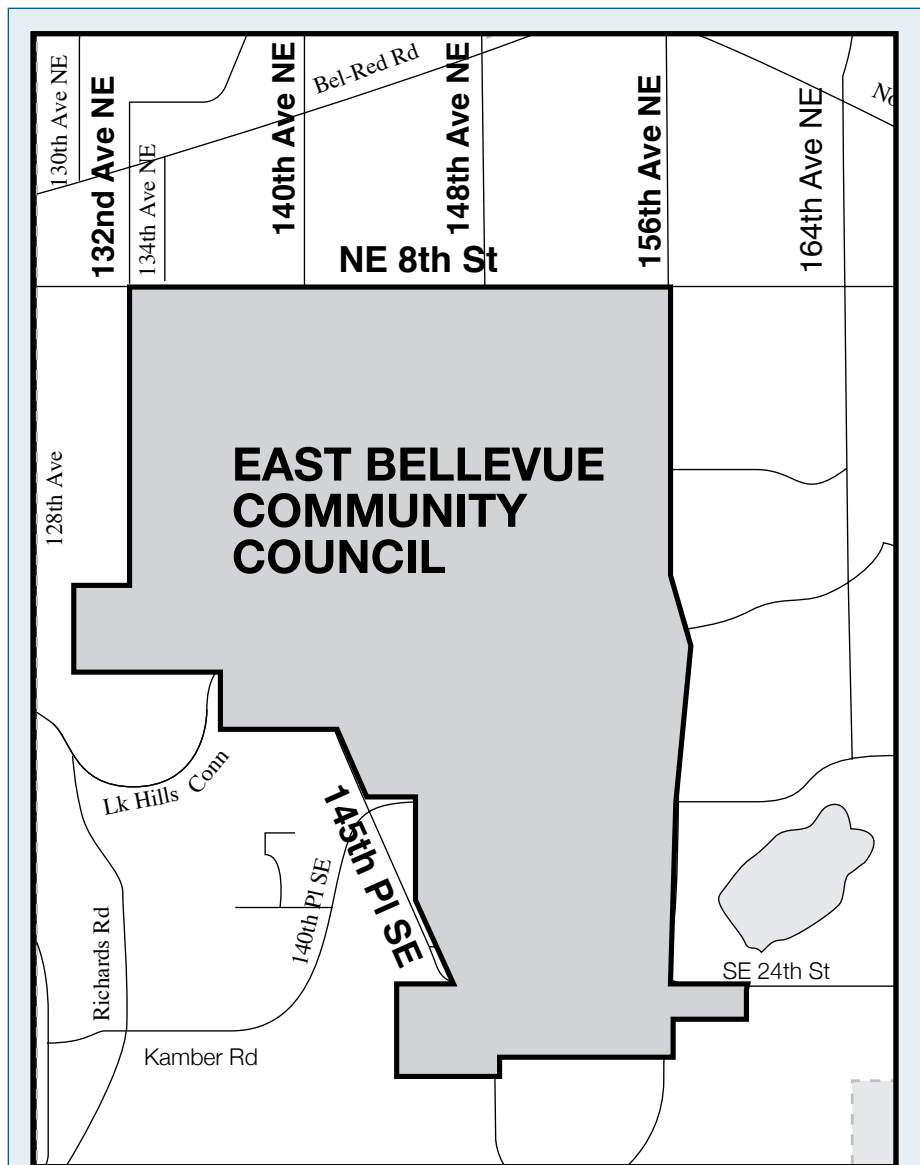 130th Ave NE
132nd Ave NE
134th Ave NE
140th Ave NE
Bel-Red Rd
148th Ave NE
156th Ave NE
164th Ave NE
No
NE 8th St
128th Ave
EAST BELLEVUE
COMMUNITY
COUNCIL
Lk Hills Conn
145th Pl SE
140th Pl SE
Richards Rd
SE 24th St
Kamber Rd